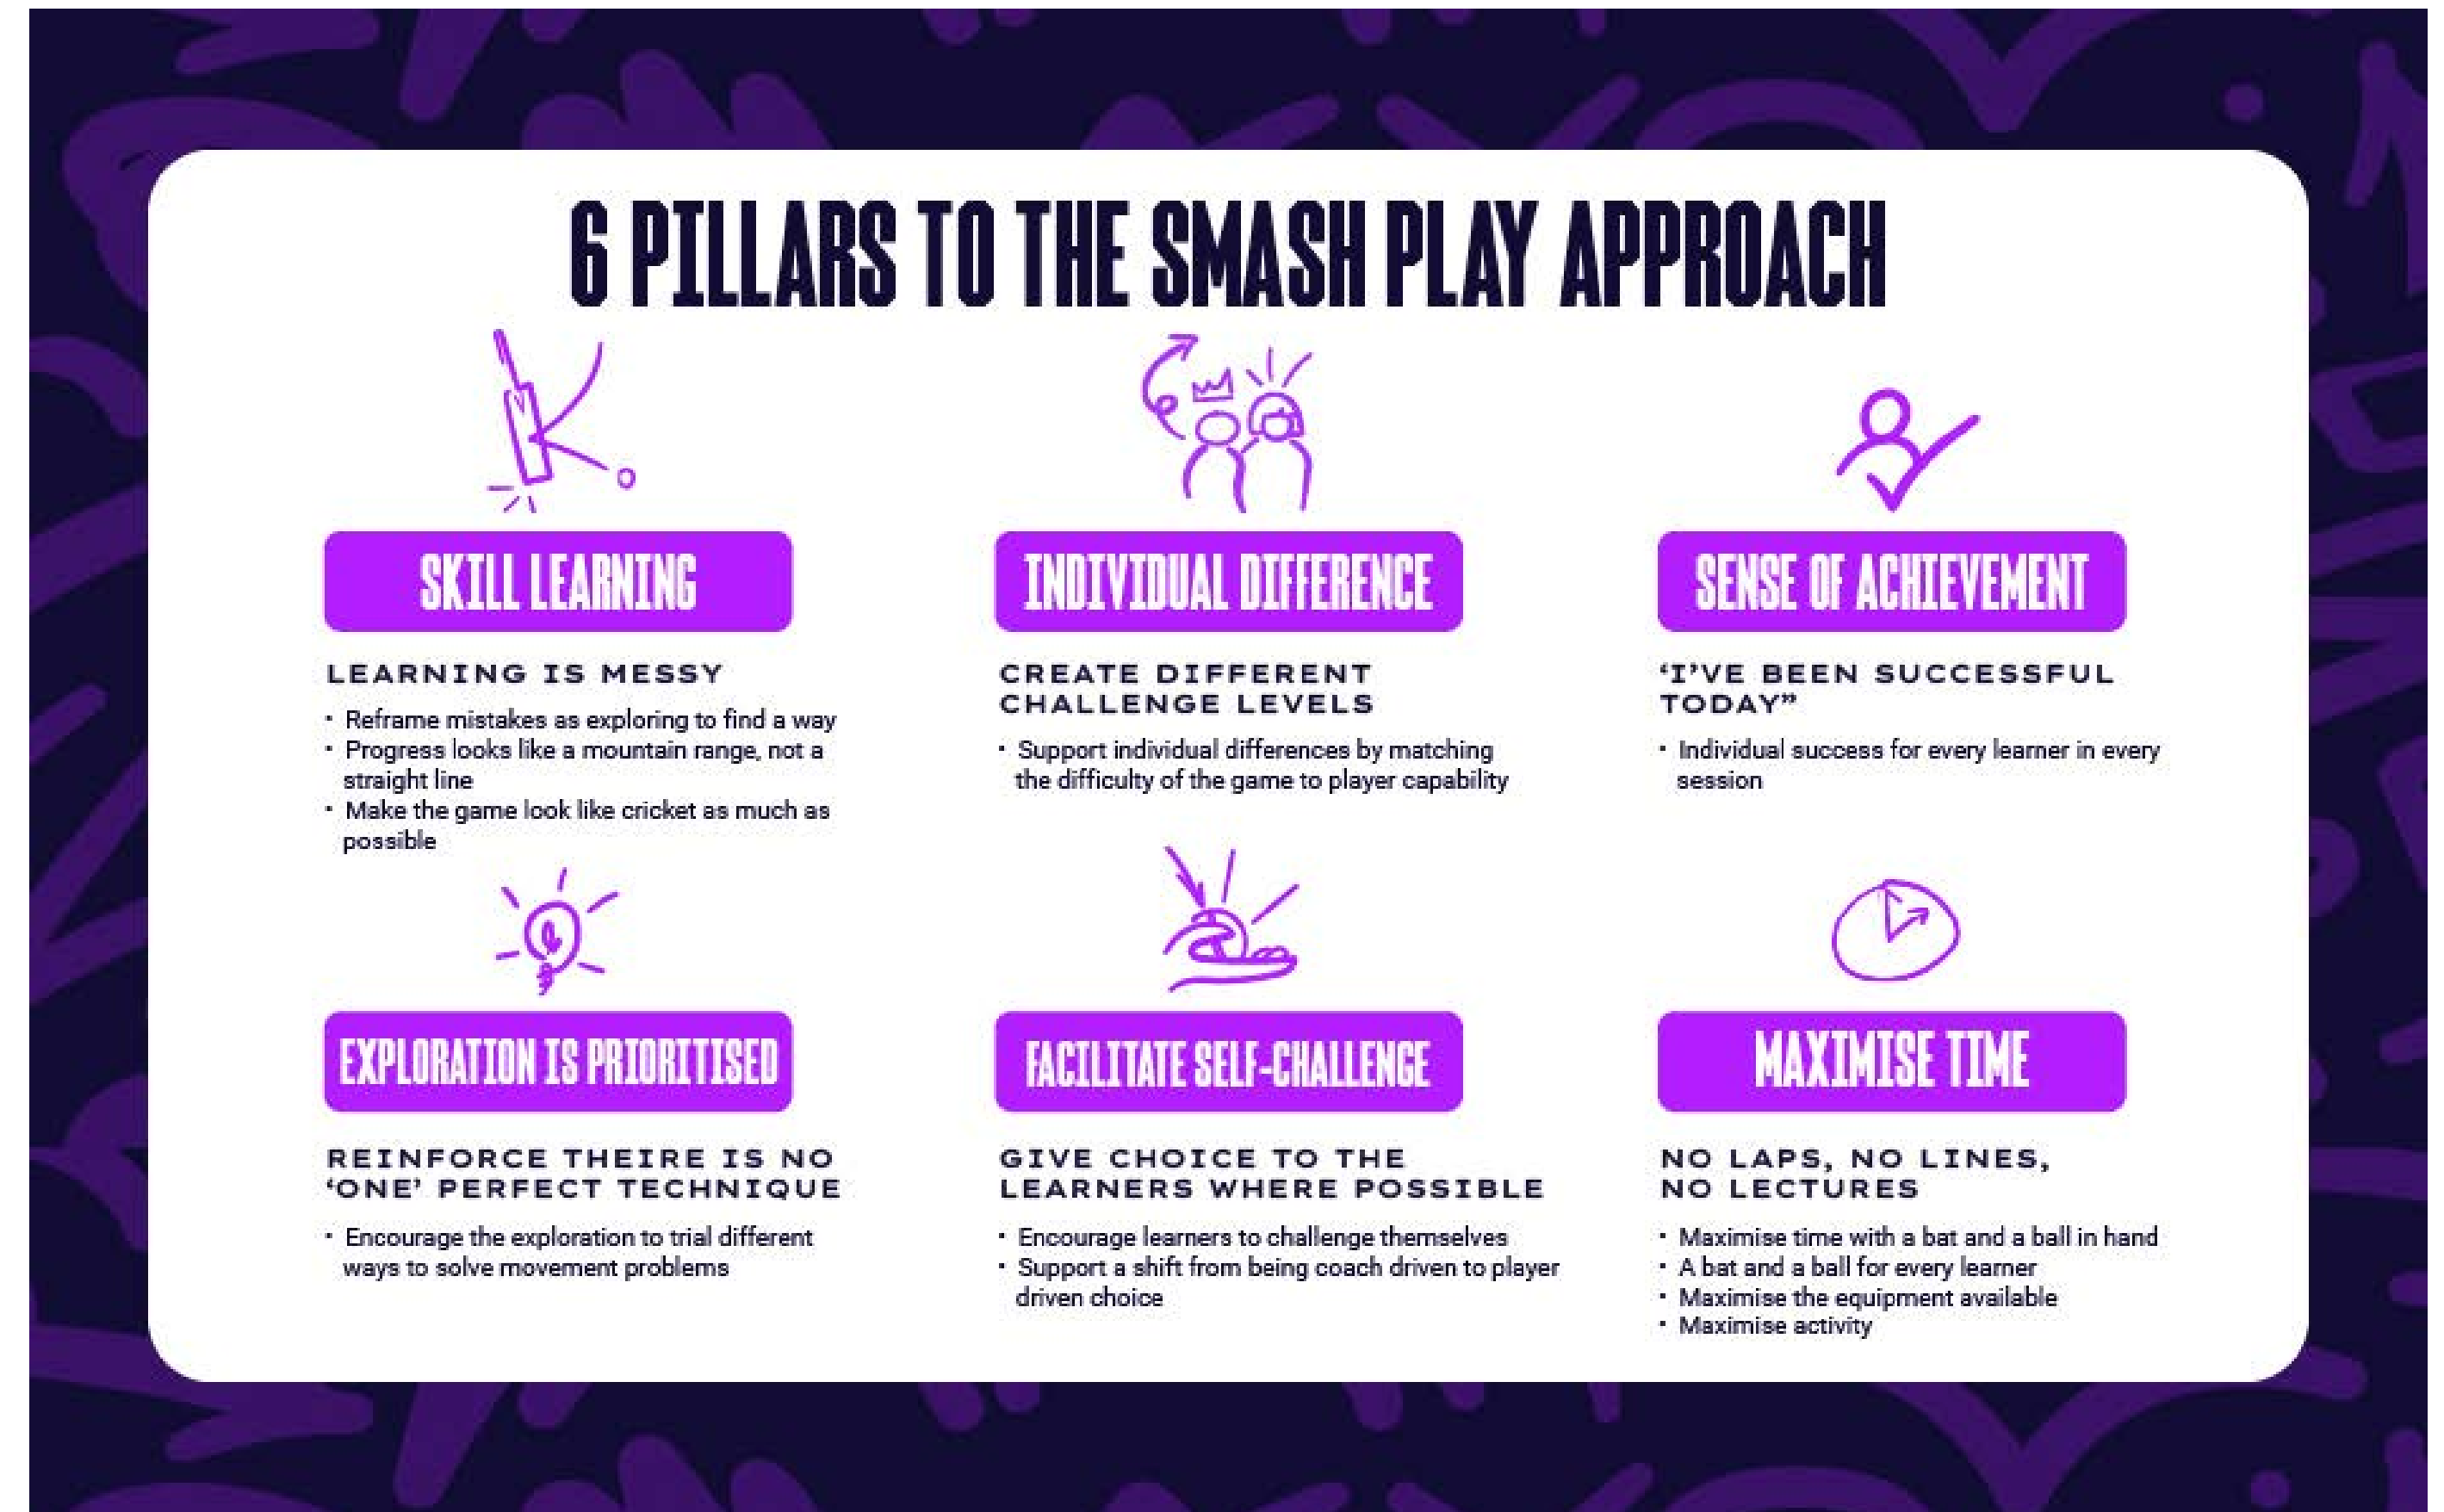 6 PILLARS TO THE SMASH PLAY APPROACH
SKILL LEARNING
LEARNING IS MESSY
• Reframe mistakes as exploring to find a way
• Progress looks like a mountain range, not a
straight line
• Make the game look like cricket as much as
possible
INDIVIDUAL DIFFERENCE
CREATE DIFFERENT
CHALLENGE LEVELS
• Support individual differences by matching
the difficulty of the game to player capability
SENSE OF ACHIEVEMENT
‘I’VE BEEN SUCCESSFUL
TODAY”
• Individual success for every learner in every
session
EXPLORATION IS PRIORITISED
REINFORCE THEIRE IS NO
‘ONE’ PERFECT TECHNIQUE
• Encourage the exploration to trial different
ways to solve movement problems
FACILITATE SELF-CHALLENGE
GIVE CHOICE TO THE
LEARNERS WHERE POSSIBLE
• Encourage learners to challenge themselves
• Support a shift from being coach driven to player
driven choice
MAXIMISE TIME
NO LAPS, NO LINES,
NO LECTURES
• Maximise time with a bat and a ball in hand
• A bat and a ball for every learner
• Maximise the equipment available
• Maximise activity